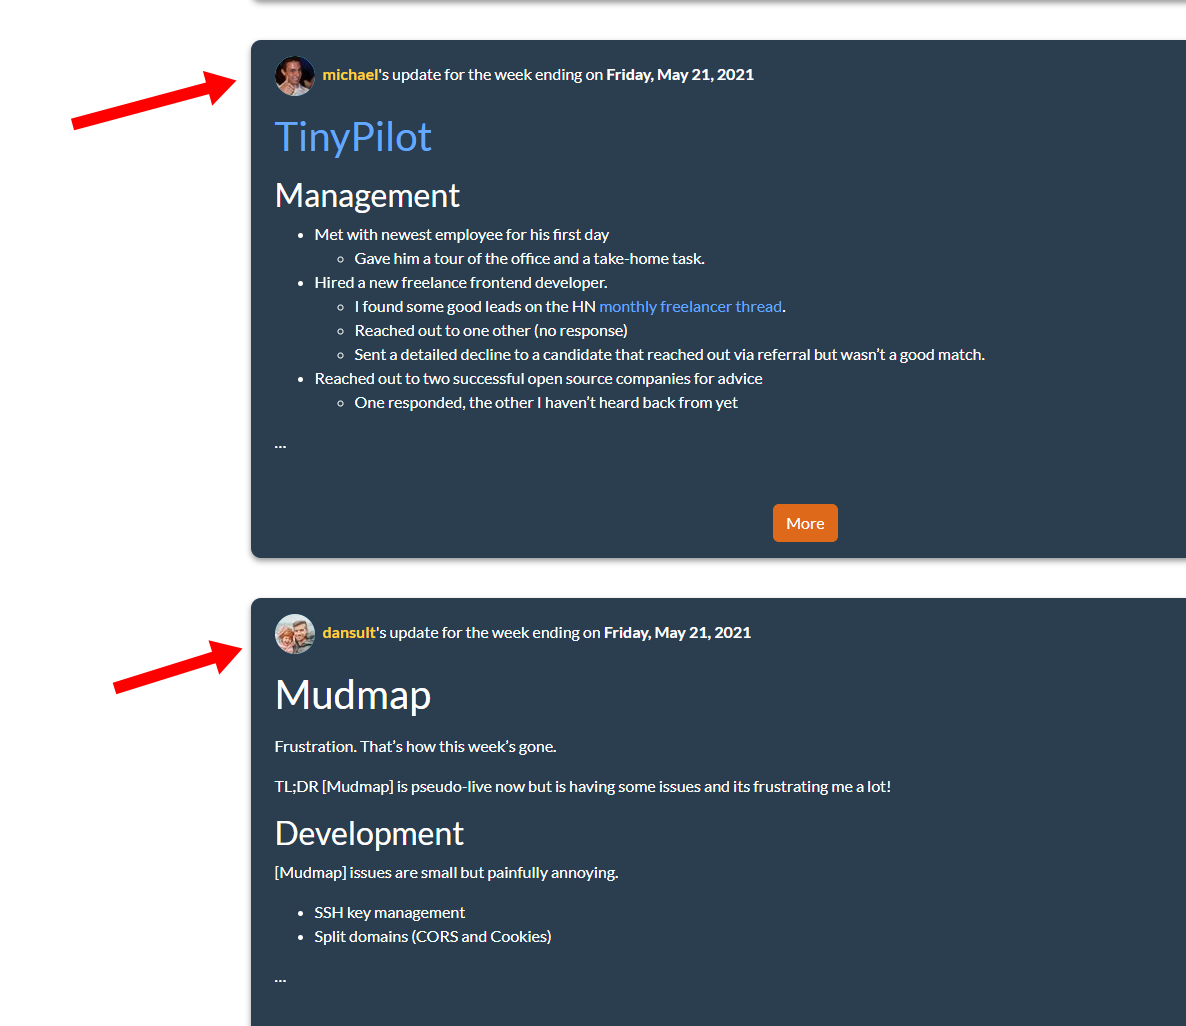 michael's update for the week ending on Friday, May 21, 2021
TinyPilot
Management
• Met with newest employee for his first day
◦ Gave him a tour of the office and a take-home task.
• Hired a new freelance frontend developer.
◦ I found some good leads on the HN monthly freelancer thread.
◦ Reached out to one other (no response)
◦ Sent a detailed decline to a candidate that reached out via referral but wasn’t a good match.
• Reached out to two successful open source companies for advice
◦ One responded, the other I haven’t heard back from yet
...
More
dansult's update for the week ending on Friday, May 21, 2021
Mudmap
Frustration. That’s how this week’s gone.
TL;DR [Mudmap] is pseudo-live now but is having some issues and its frustrating me a lot!
Development
[Mudmap] issues are small but painfully annoying.
• SSH key management
• Split domains (CORS and Cookies)
...